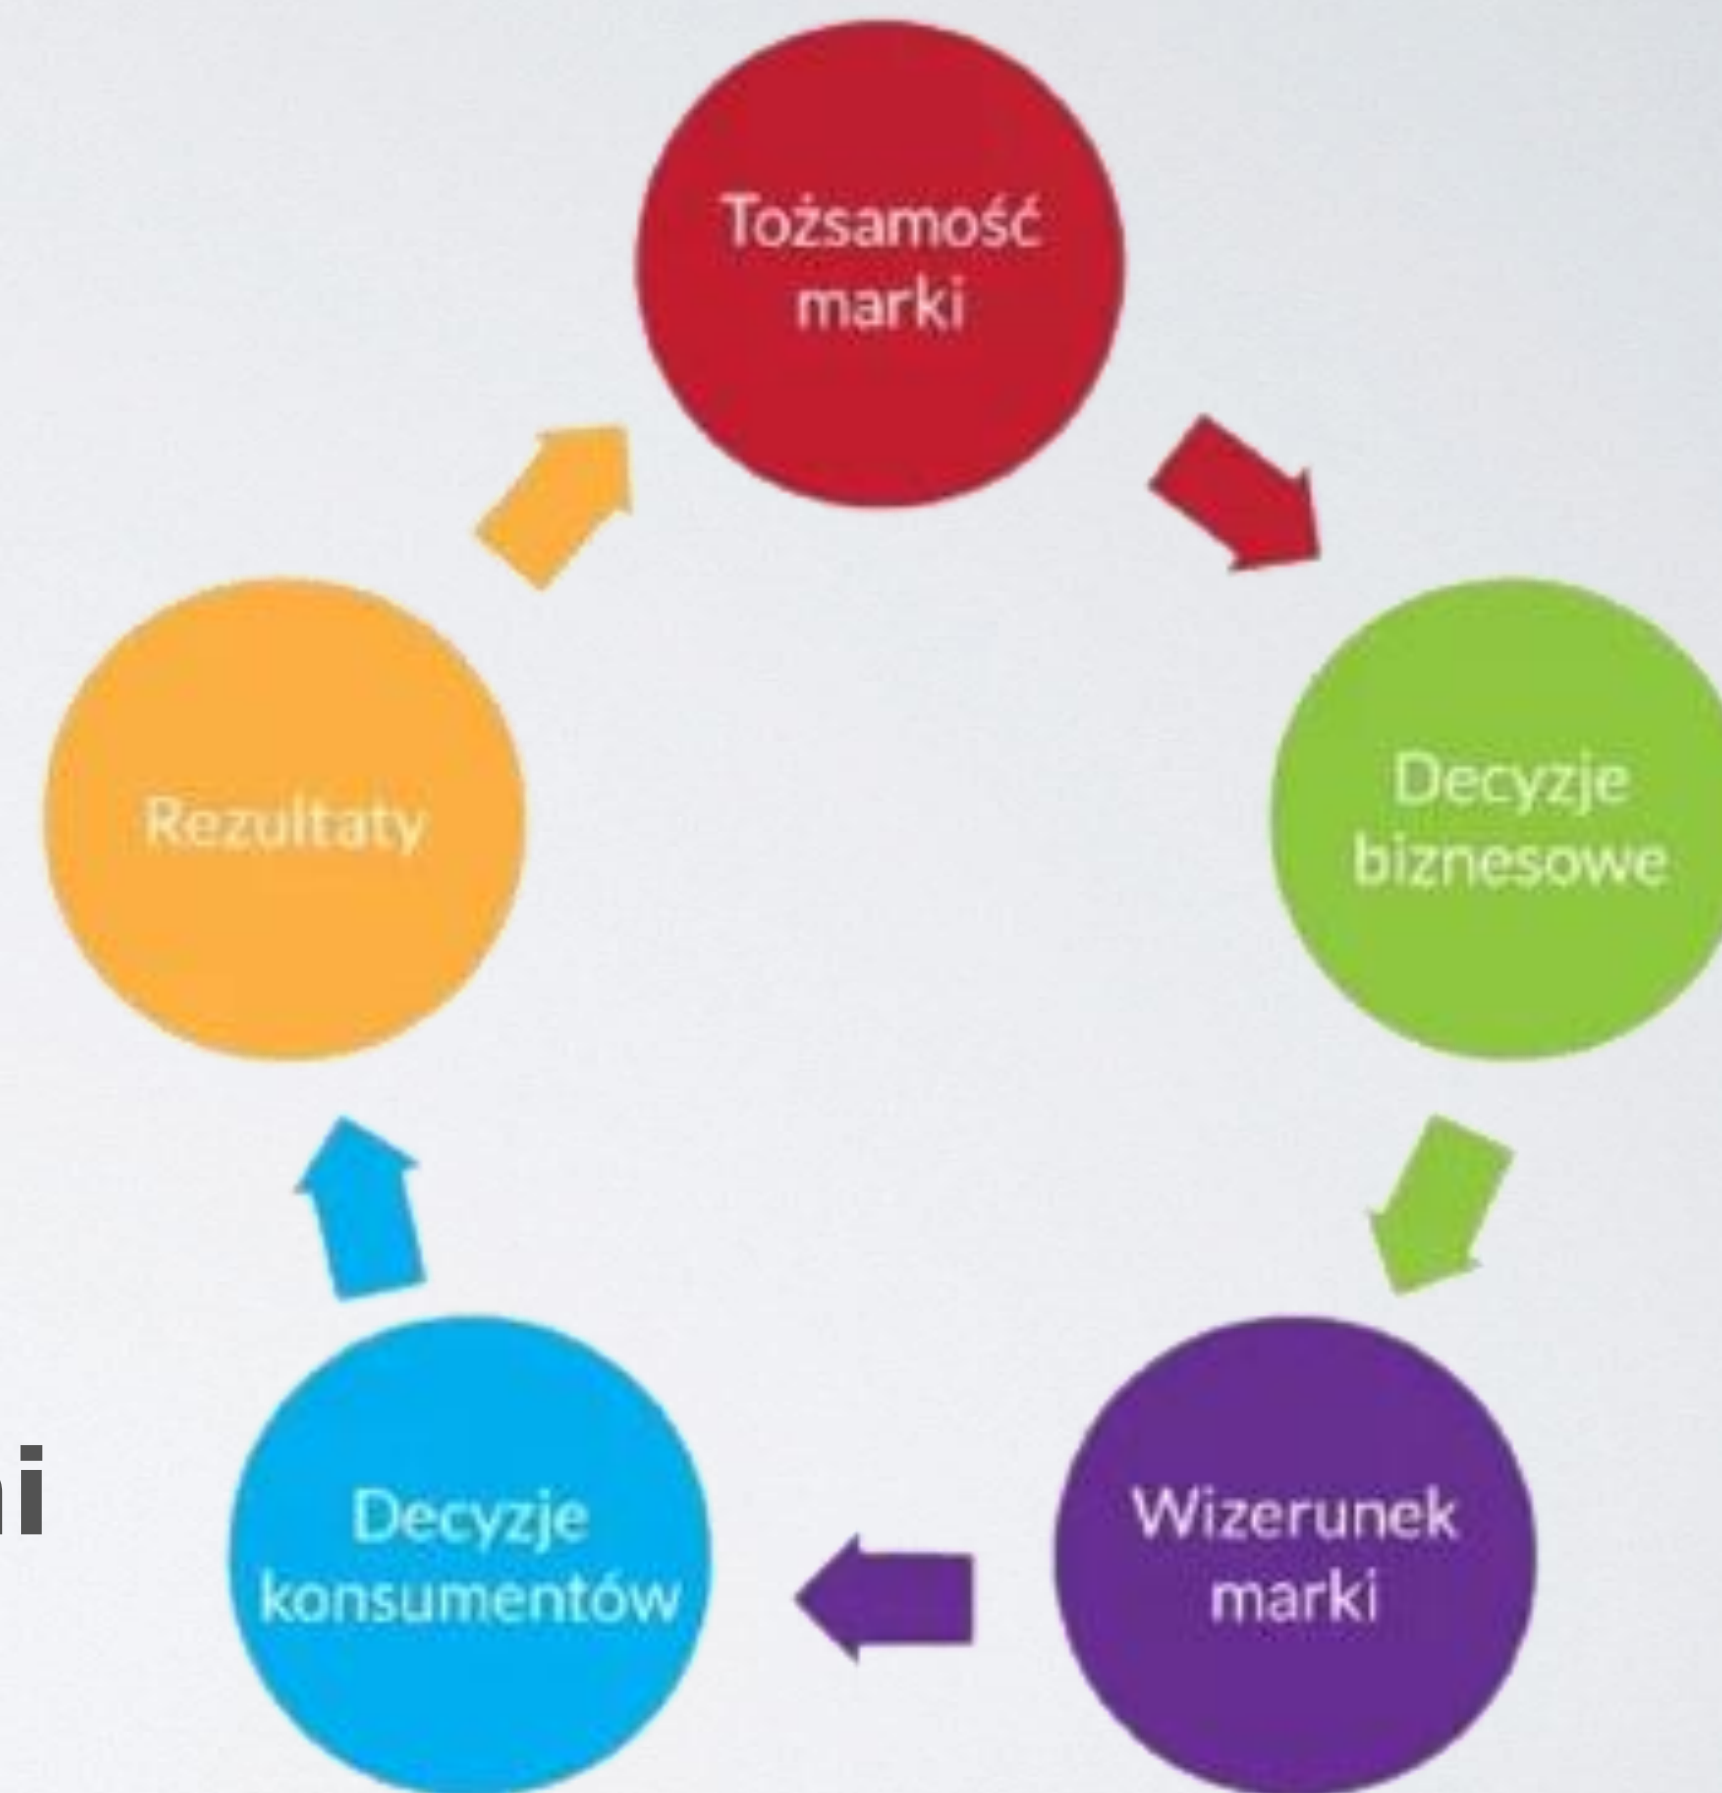 Tożsamość
marki
Decyzje
biznesowe
Wizerunek
marki
Decyzje
konsumentów
Rezultaty